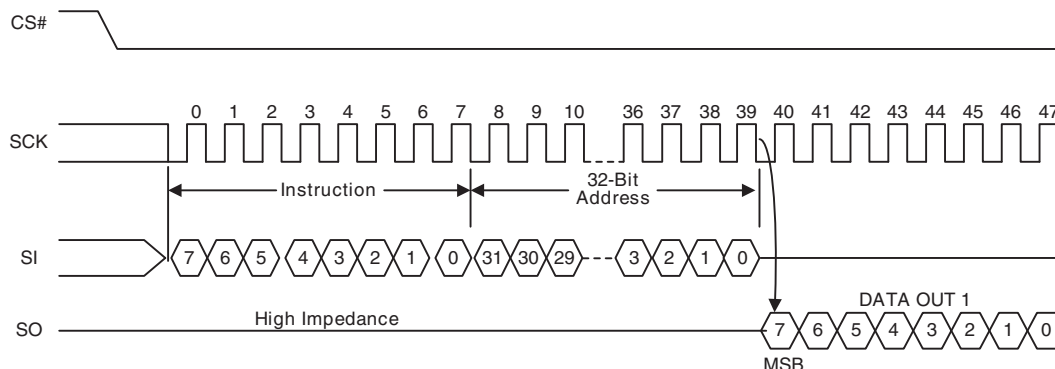 CS#
0 1 2 3 4 5 6 7 8 9 10 36 37 38 39 40 41 42 43 44 45 46 47
SCK
Instruction
32-Bit
Address
SI
7 6 5 4 3 2 1 0 31 30 29 3 2 1 0
DATA OUT 1
High Impedance
SO
7 6 5 4 3 2 1 0
MSB